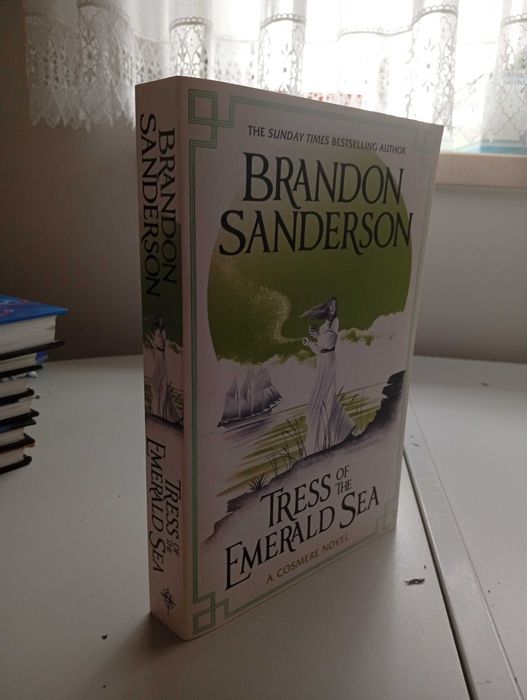 THE SUNDAY TIMES BESTSELLING AUTHOR
BRANDON
SANDERSON
TRESS OF
THE
EMERALD SEA
A COSMERE NOVEL
BRANDON
SANDERSON
TRESS OF
THE
EMERALD SEA